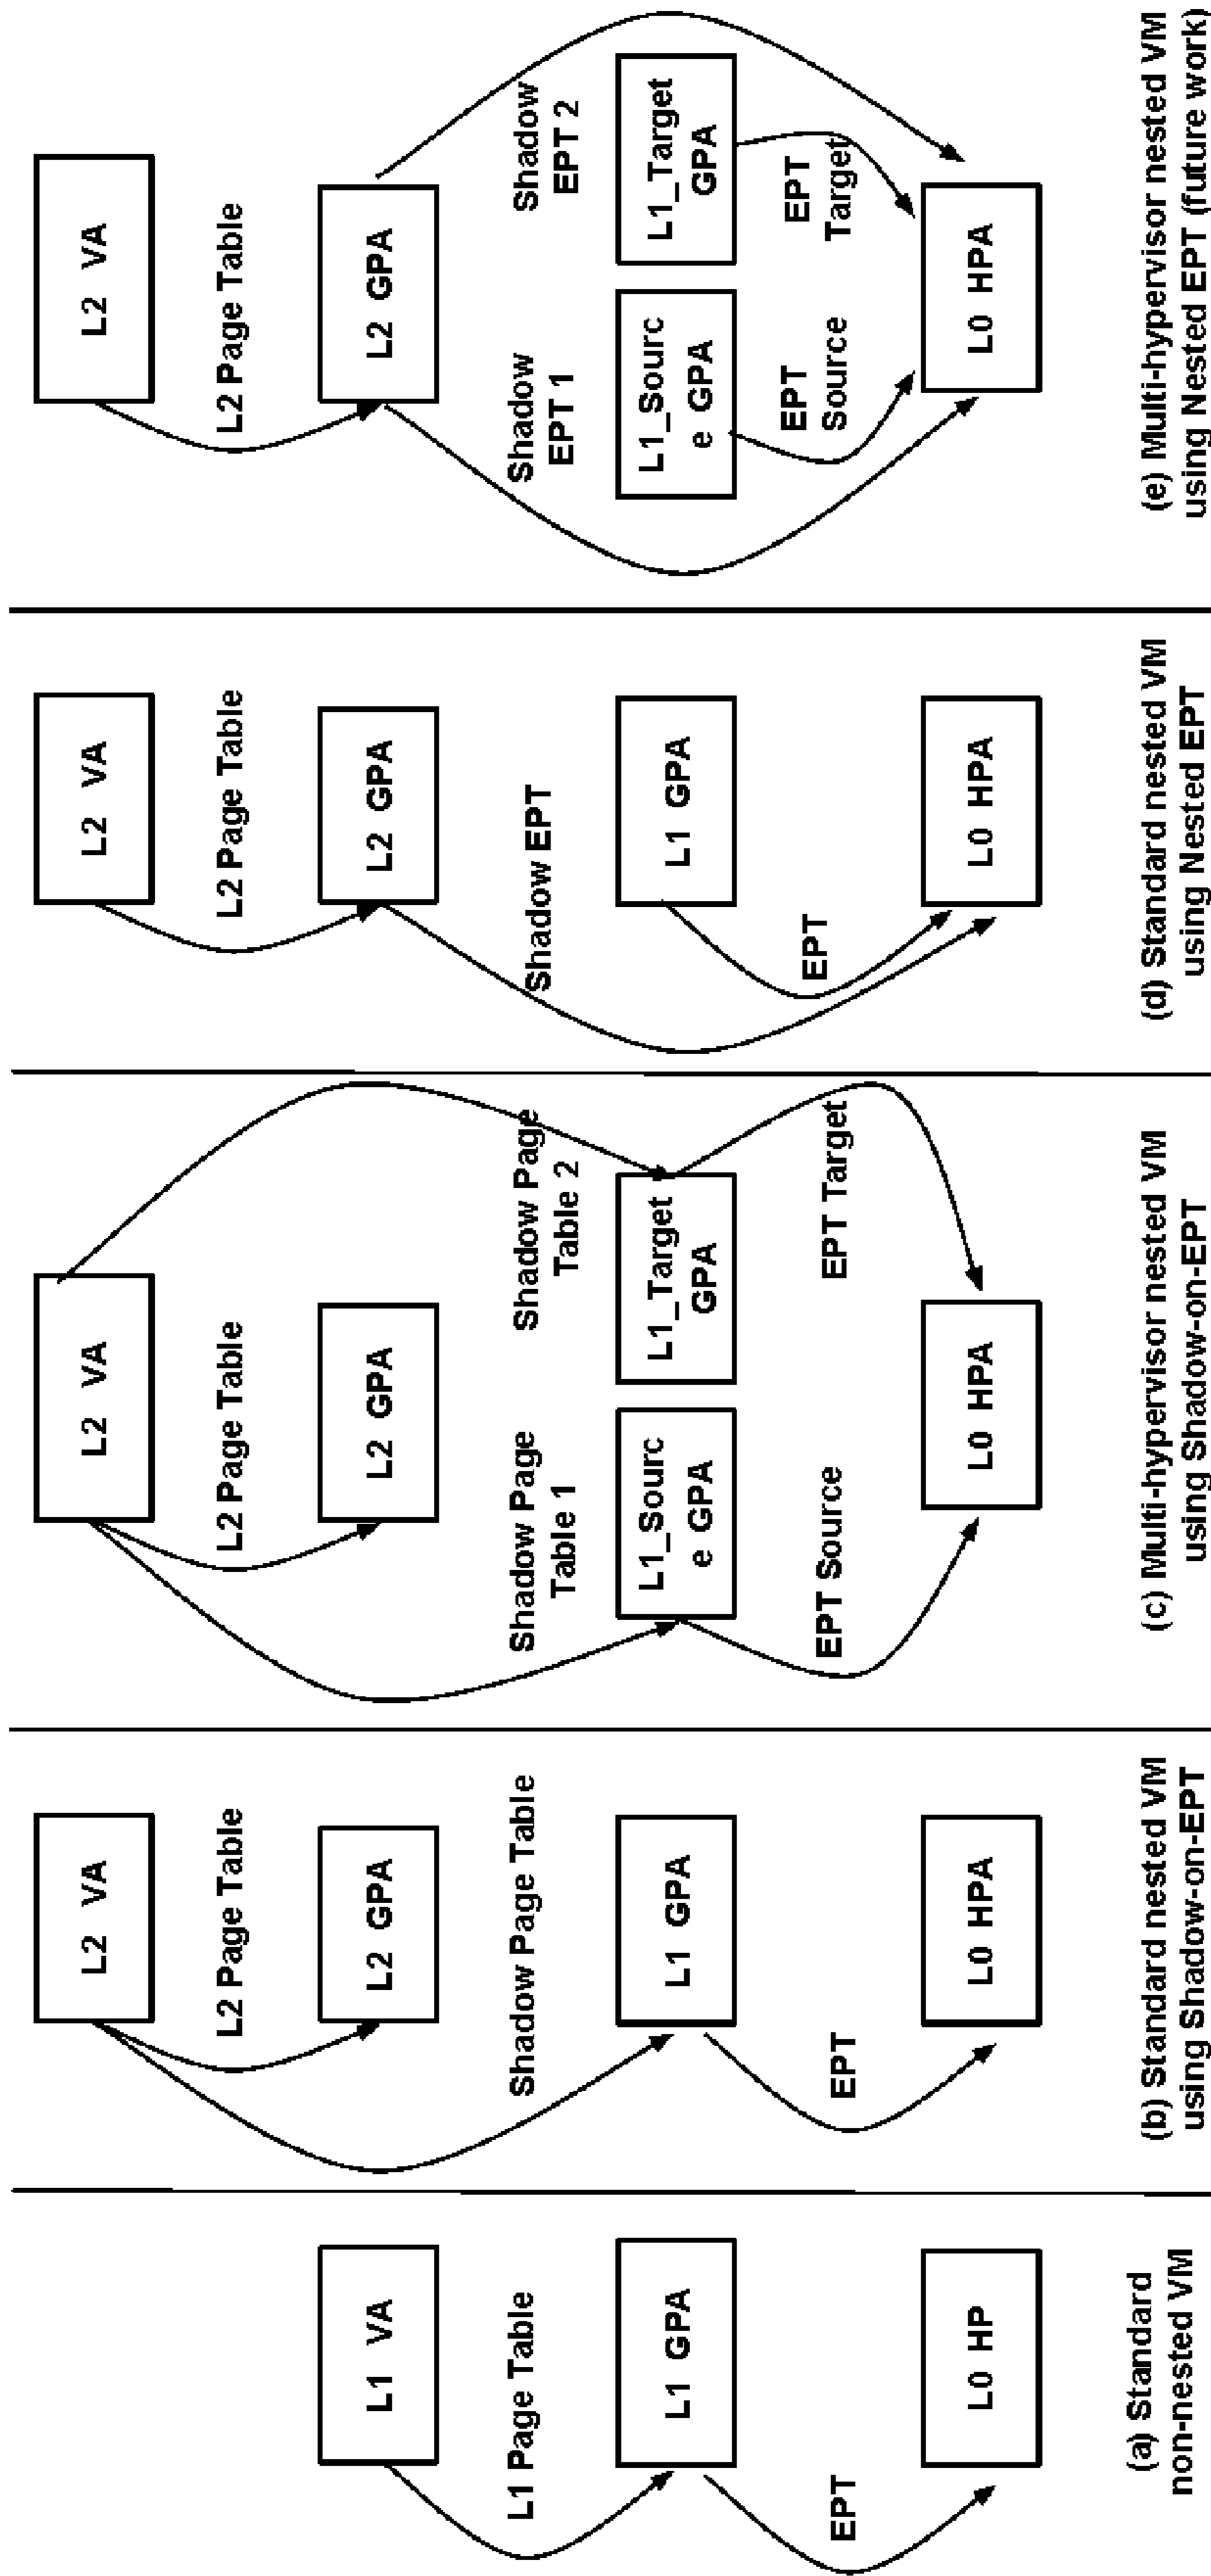 L1 VA
L1 Page Table
L1 GPA
EPT
L0 HP
(a) Standard
non-nested VM
L2 VA
L2 Page Table
L2 GPA
Shadow Page Table
L1 GPA
EPT
L0 HPA
(b) Standard nested VM
using Shadow-on-EPT
L2 VA
L2 Page Table
L2 GPA
Shadow Page
Table 1
Shadow Page
Table 2
L1_Sourc
e GPA
L1_Target
GPA
EPT Source
EPT Target
L0 HPA
(c) Multi-hypervisor nested VM
using Shadow-on-EPT
L2 VA
L2 Page Table
L2 GPA
Shadow EPT
L1 GPA
EPT
L0 HPA
(d) Standard nested VM
using Nested EPT
L2 VA
L2 Page Table
L2 GPA
Shadow
EPT 1
Shadow
EPT 2
L1_Sourc
e GPA
L1_Target
GPA
EPT
Source
EPT
Target
L0 HPA
(e) Multi-hypervisor nested VM
using Nested EPT (future work)